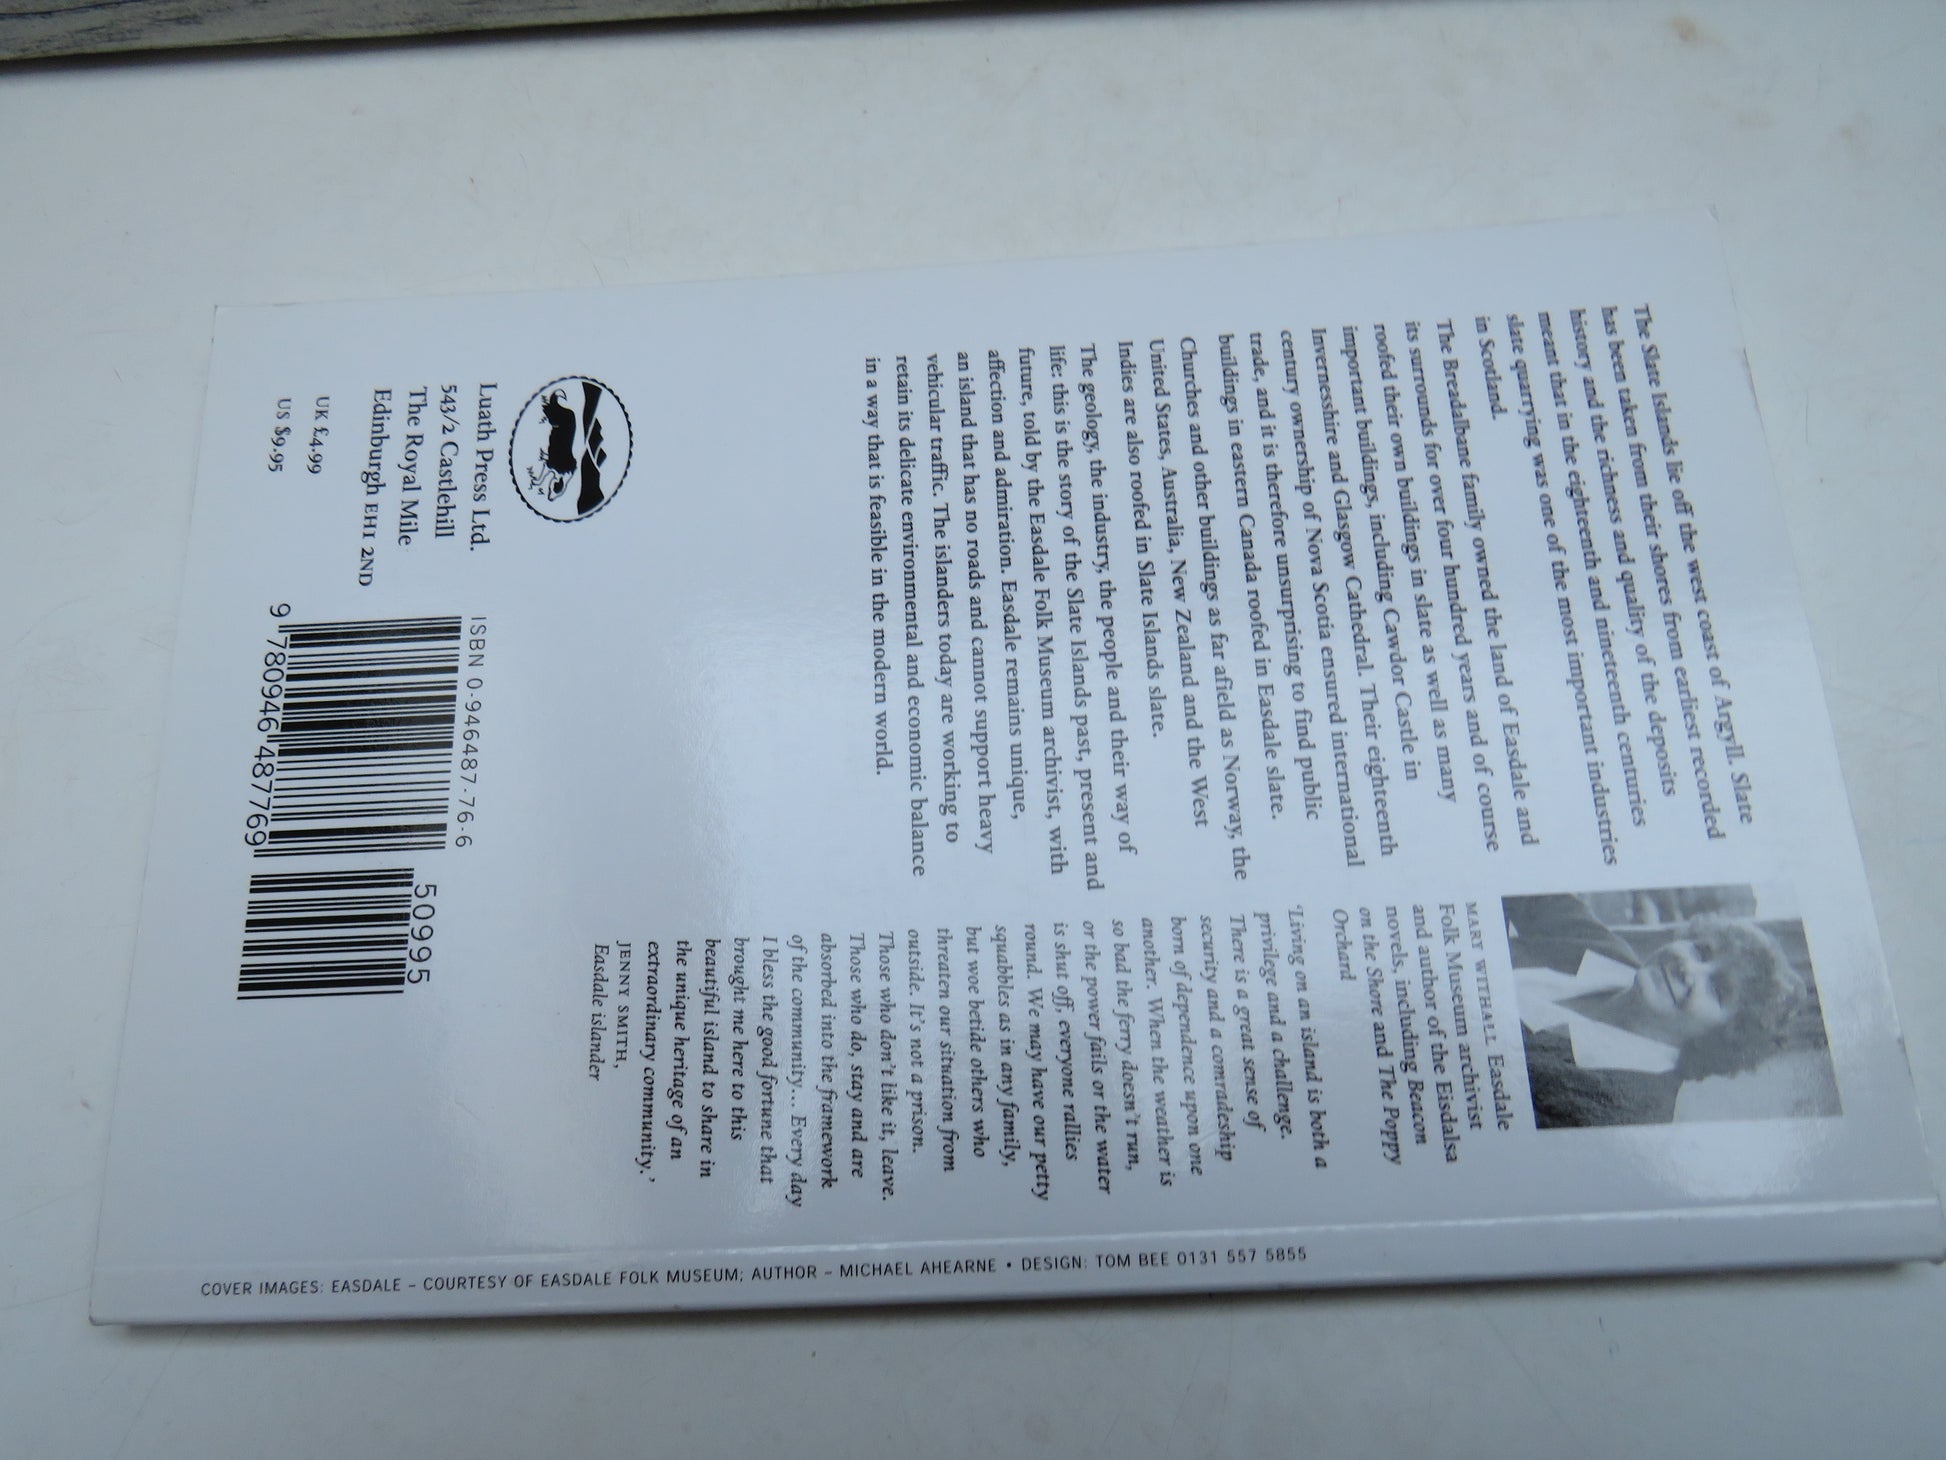 The Slate Islands lie off the west coast of Argyll. Slate
has been taken from their shores from earliest recorded
history and the richness and quality of the deposits
meant that in the eighteenth and nineteenth centuries
slate quarrying was one of the most important industries
in Scotland.
The Breadalbane family owned the land of Easdale and
its surrounds for over four hundred years and of course
roofed their own buildings in slate as well as many
important buildings, including Cawdor Castle in
Invernesshire and Glasgow Cathedral. Their eighteenth
century ownership of Nova Scotia ensured international
trade, and it is therefore unsurprising to find public
buildings in eastern Canada roofed in Easdale slate.
Churches and other buildings as far afield as Norway, the
United States, Australia, New Zealand and the West
Indies are also roofed in Slate Islands slate.
The geology, the industry, the people and their way of
life: this is the story of the Slate Islands past, present and
future, told by the Easdale Folk Museum archivist, with
affection and admiration. Easdale remains unique,
an island that has no roads and cannot support heavy
vehicular traffic. The islanders today are working to
retain its delicate environmental and economic balance
in a way that is feasible in the modern world.
MARY WITHALL Easdale
Folk Museum archivist
and author of the Eisdalsa
novels, including Beacon
on the Shore and The Poppy
Orchard
'Living on an island is both a
privilege and a challenge.
There is a great sense of
security and a comradeship
born of dependence upon one
another. When the weather is
so bad the ferry doesn't run,
or the power fails or the water
is shut off, everyone rallies
round. We may have our petty
squabbles as in any family,
but woe betide others who
threaten our situation from
outside. It's not a prison.
Those who don't like it, leave.
Those who do, stay and are
absorbed into the framework
of the community... Every day
I bless the good fortune that
brought me here to this
beautiful island to share in
the unique heritage of an
extraordinary community.'
JENNY SMITH,
Easdale islander
Luath Press Ltd.
543/2 Castlehill
The Royal Mile
Edinburgh EH1 2ND
UK £4.99
US $9.95
ISBN 0-946487-76-6
9 780946 487769
50995
COVER IMAGES: EASDALE – COURTESY OF EASDALE FOLK MUSEUM; AUTHOR – MICHAEL AHEARNE • DESIGN: TOM BEE 0131 557 5855